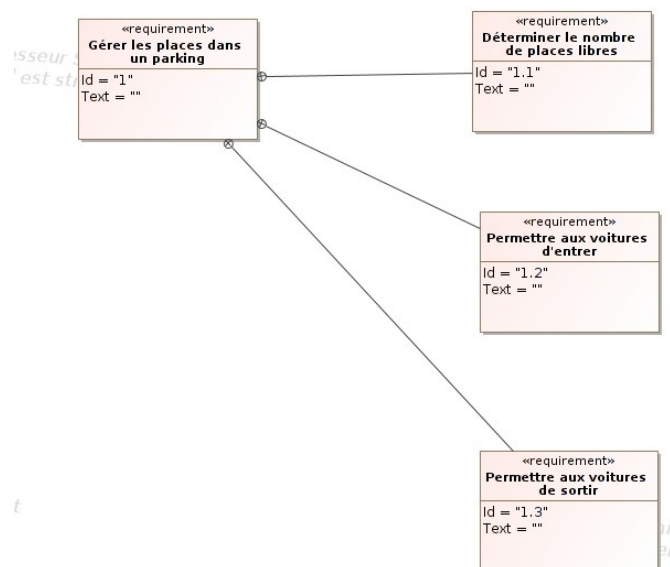 «requirement»
Gérer les places dans
un parking
Id = "1"
Text = ""
«requirement»
Déterminer le nombre
de places libres
Id = "1.1"
Text = ""
«requirement»
Permettre aux voitures
d'entrer
Id = "1.2"
Text = ""
«requirement»
Permettre aux voitures
de sortir
Id = "1.3"
Text = ""